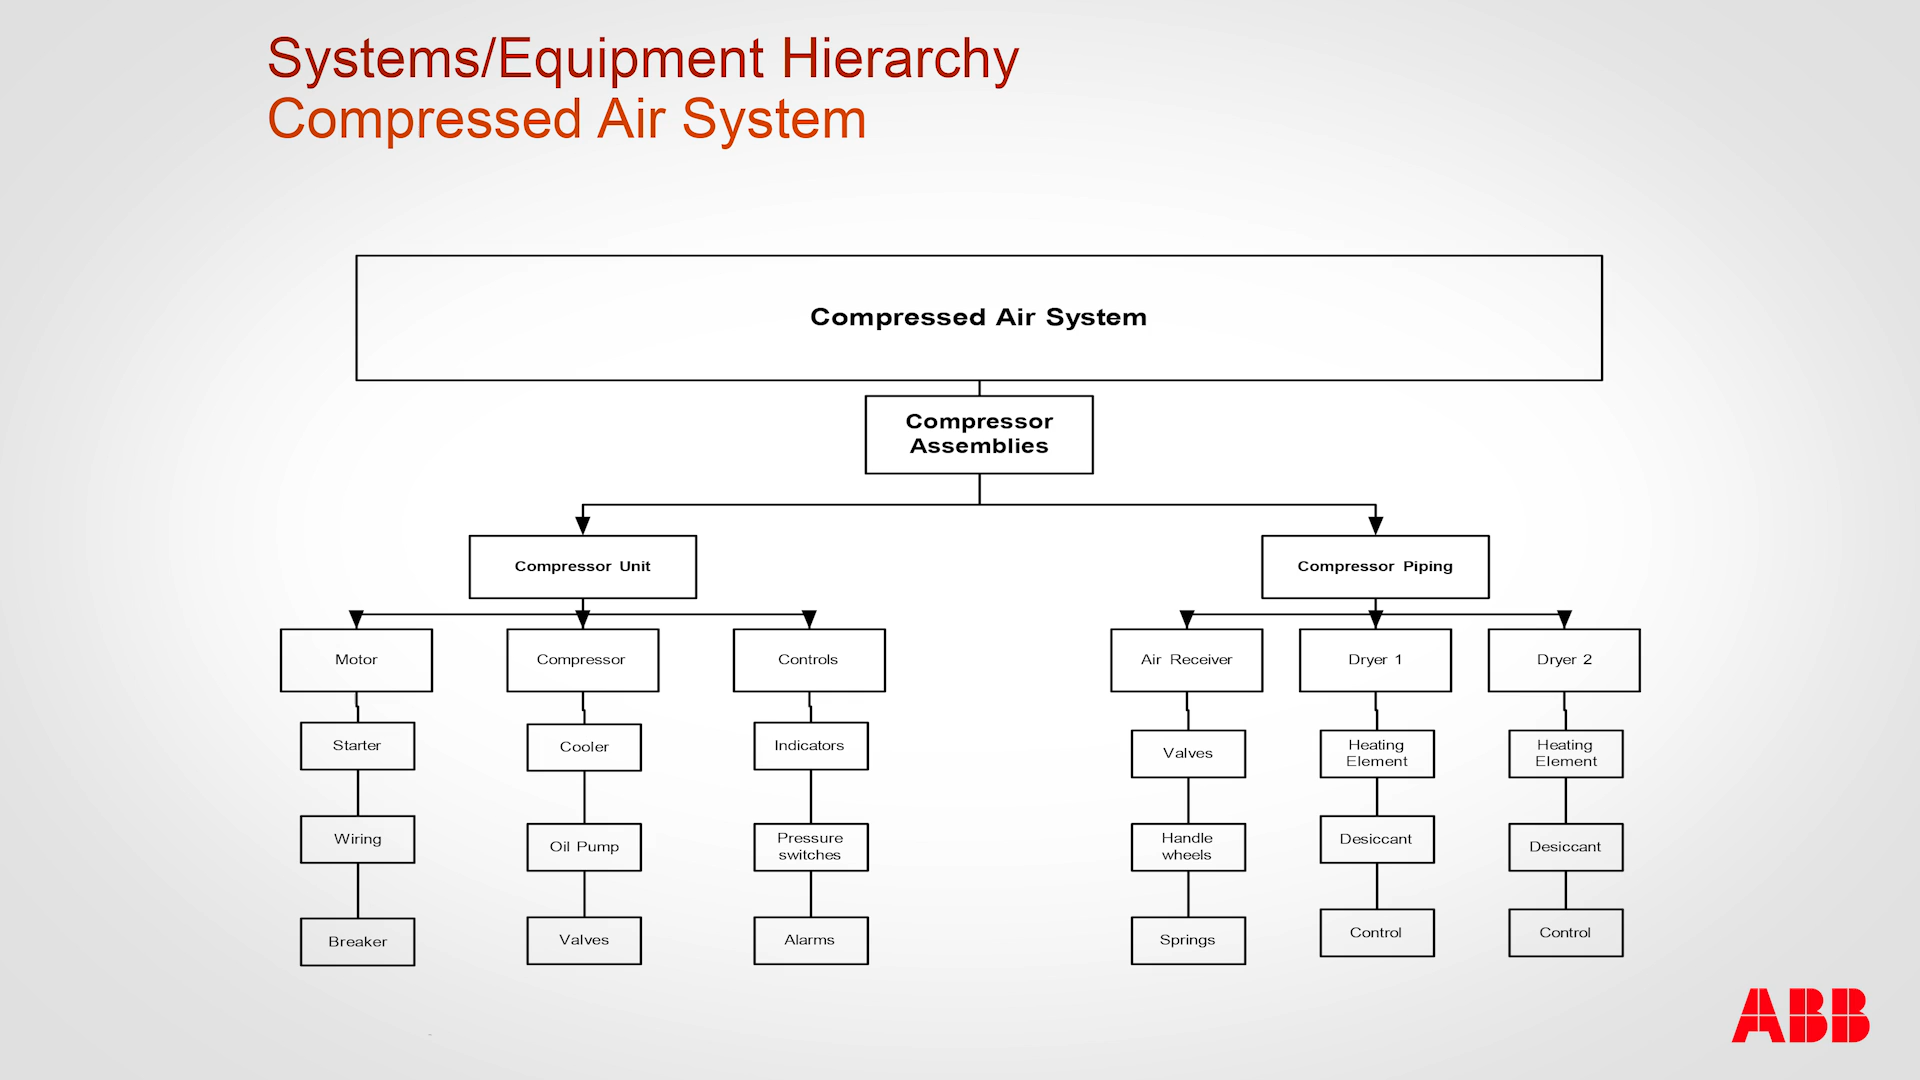 Systems/Equipment Hierarchy
Compressed Air System
Compressed Air System
Compressor
Assemblies
Compressor Unit
Compressor Piping
Motor
Compressor
Controls
Air Receiver
Dryer 1
Dryer 2
Starter
Cooler
Indicators
Valves
Heating
Element
Heating
Element
Wiring
Oil Pump
Pressure
switches
Handle
wheels
Desiccant
Desiccant
Breaker
Valves
Alarms
Springs
Control
Control
ABB